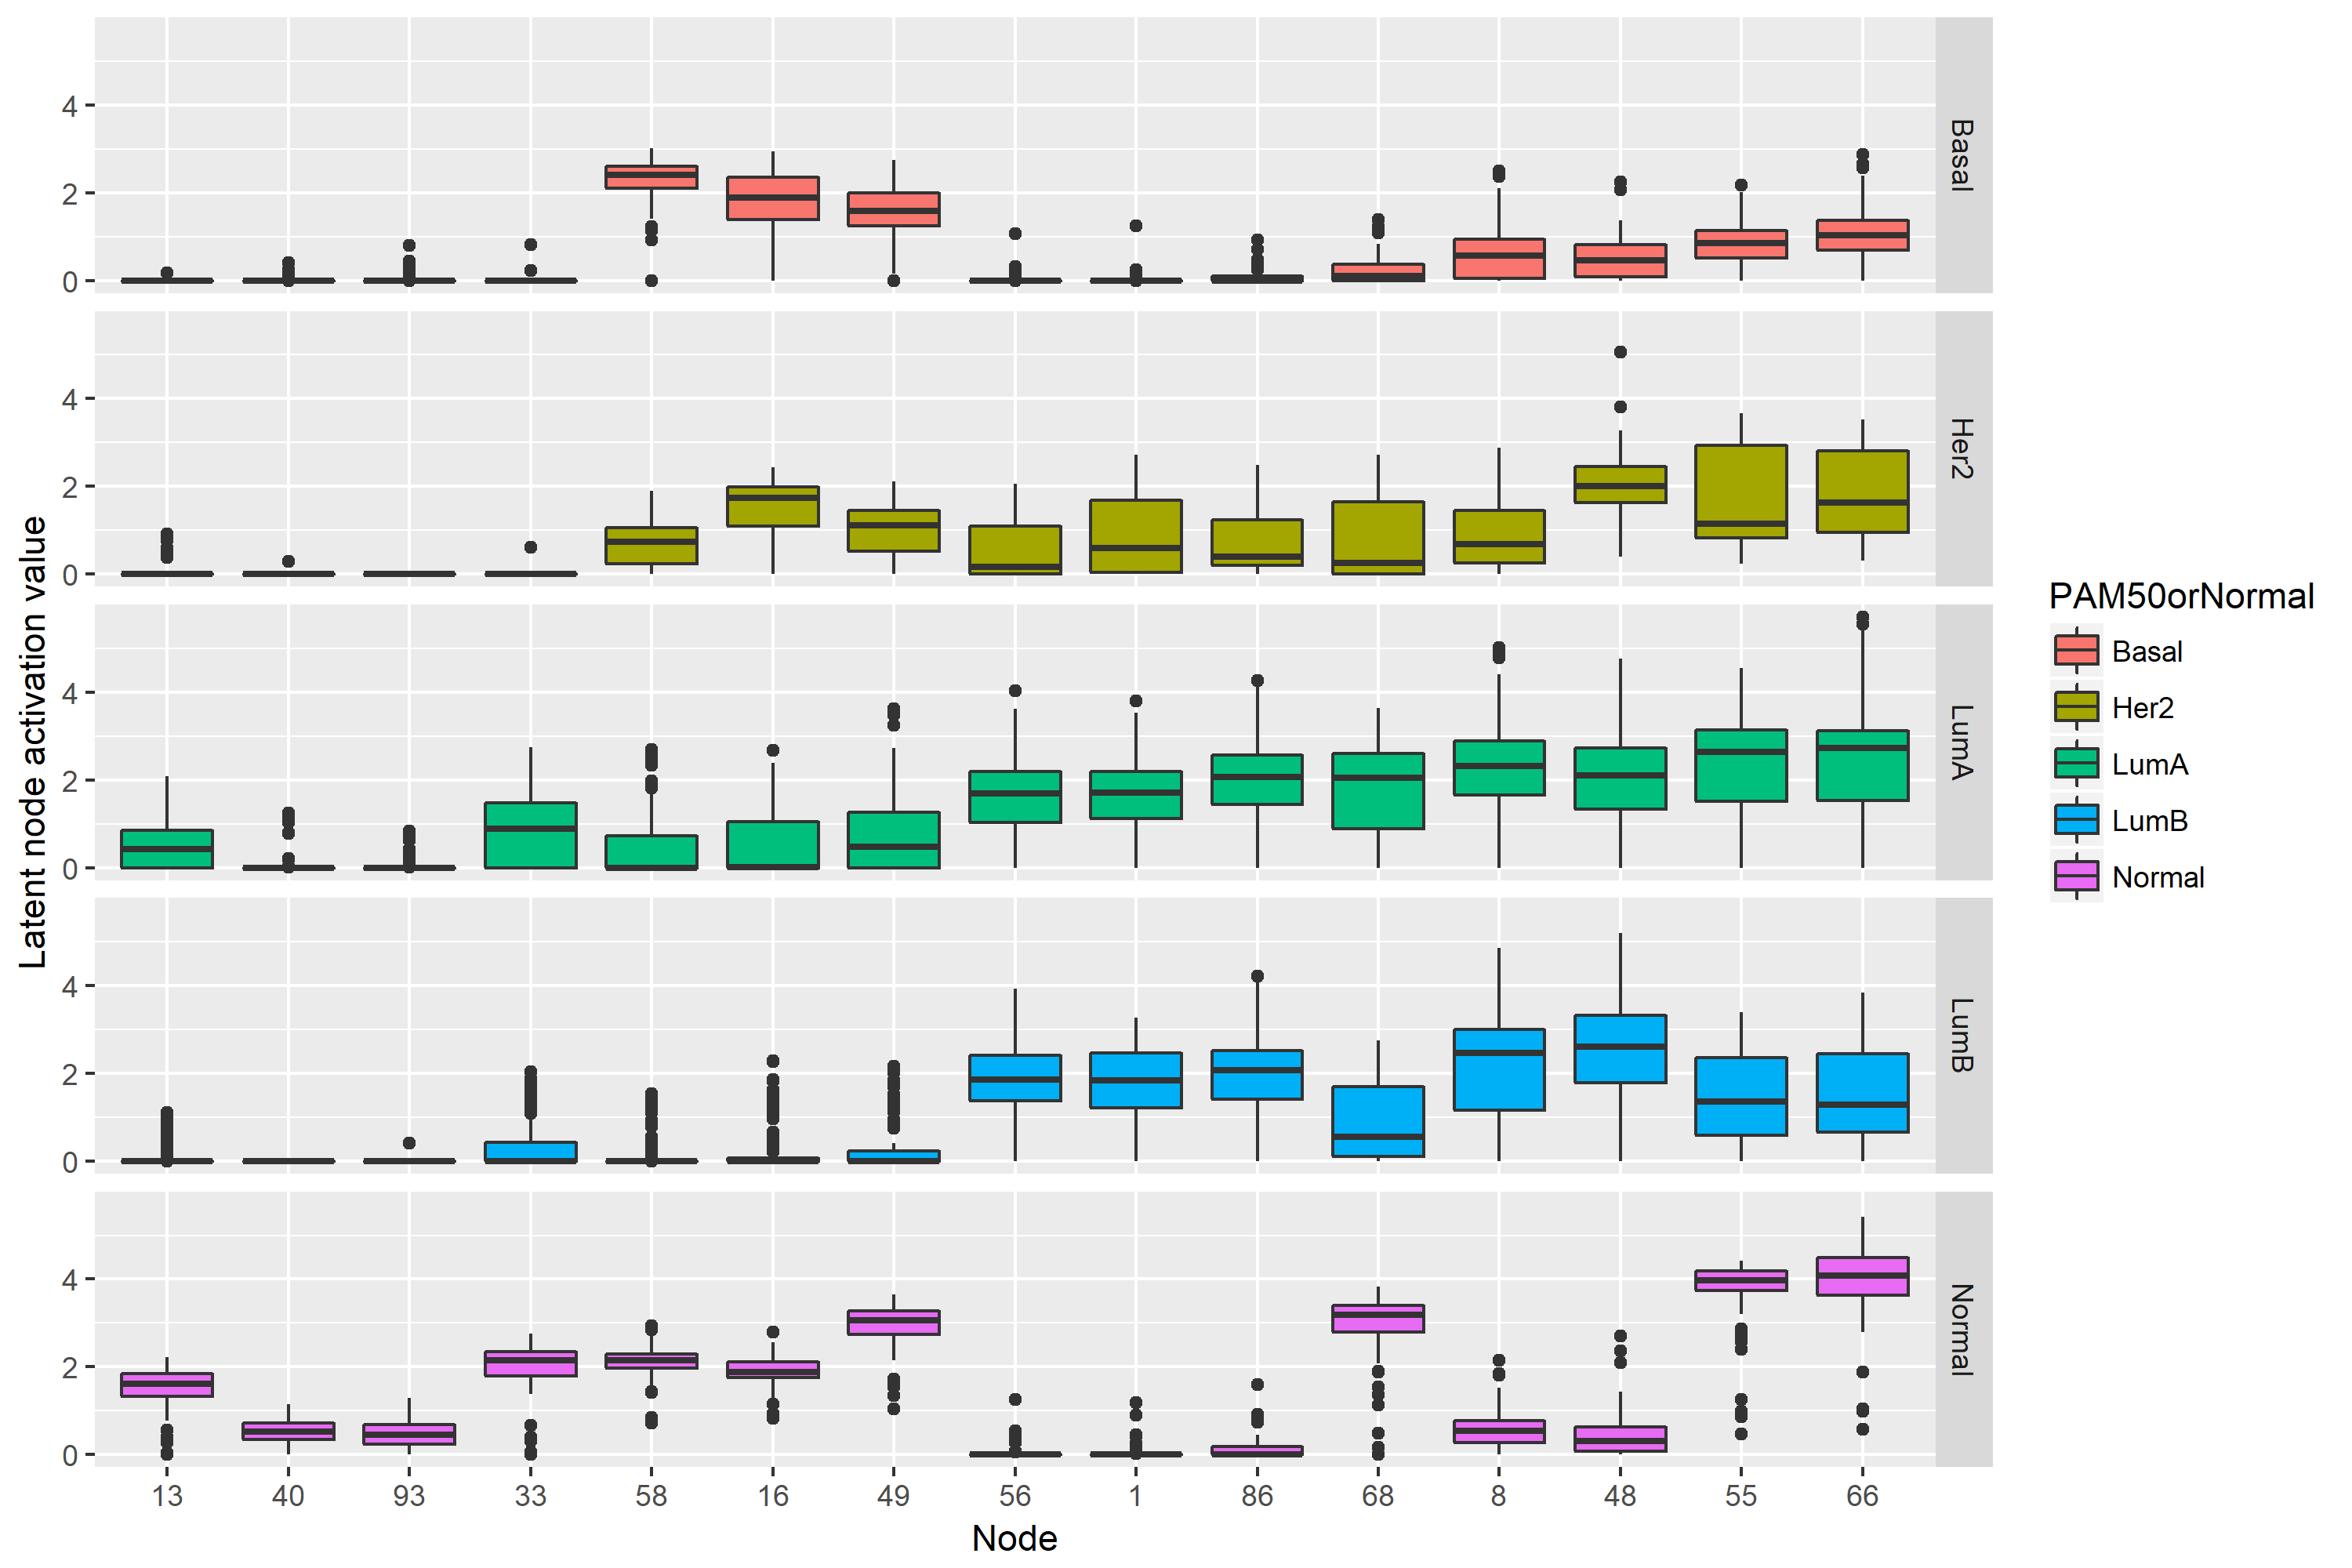 Latent node activation value
4
2
0
Basal
4
2
0
Her2
4
2
0
LumA
4
2
0
LumB
4
2
0
Normal
13 40 93 33 58 16 49 56 1 86 68 8 48 55 66
Node
PAM50orNormal
Basal
Her2
LumA
LumB
Normal